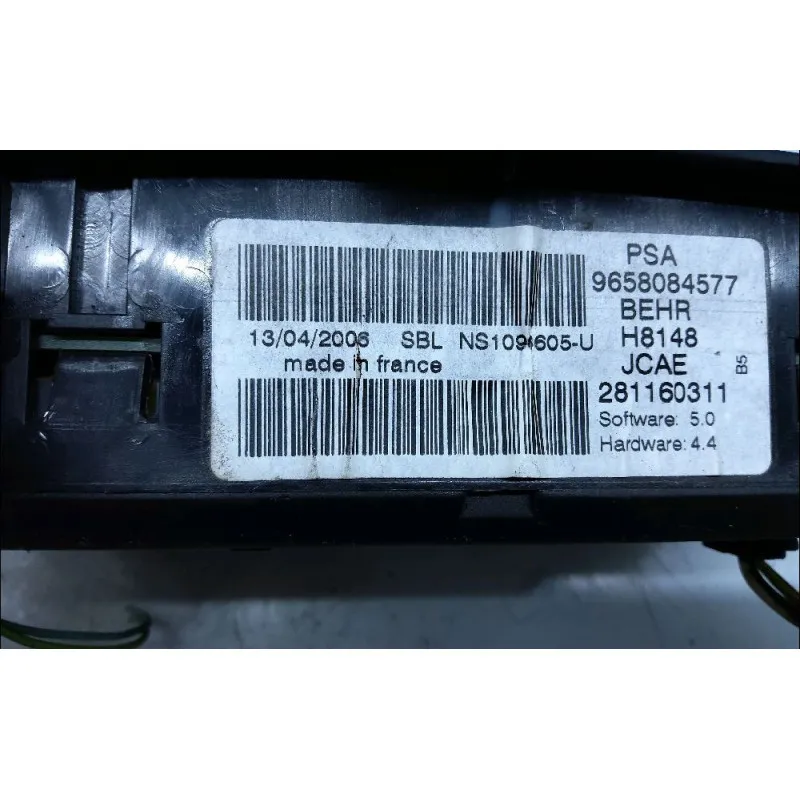 PSA
9658084577
BEHR
H8148
JCAE
281160311
Software: 5.0
Hardware: 4.4
B5
13/04/2006 SBL
made in france